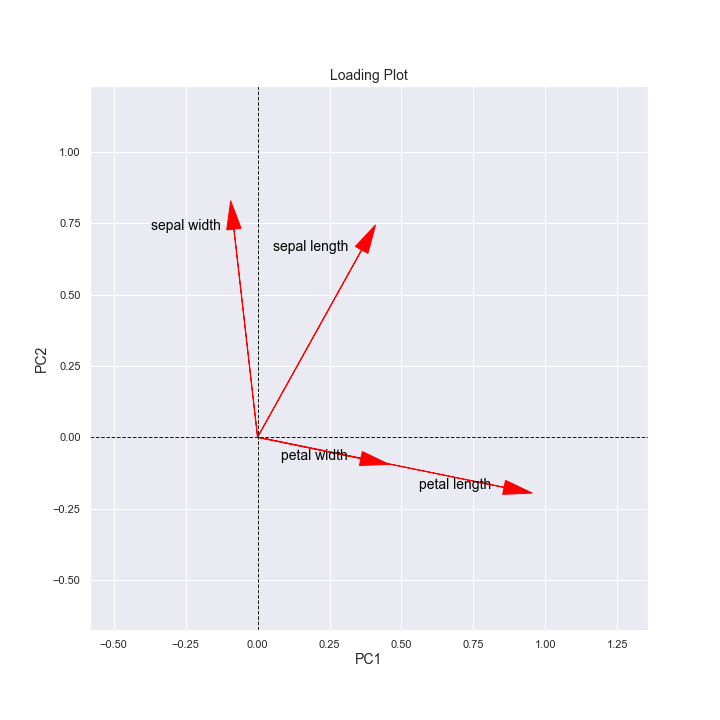 Loading Plot
1.00
0.75
0.50
0.25
0.00
−0.25
−0.50
PC2
sepal width
sepal length
petal width
petal length
−0.50 −0.25 0.00 0.25 0.50 0.75 1.00 1.25
PC1